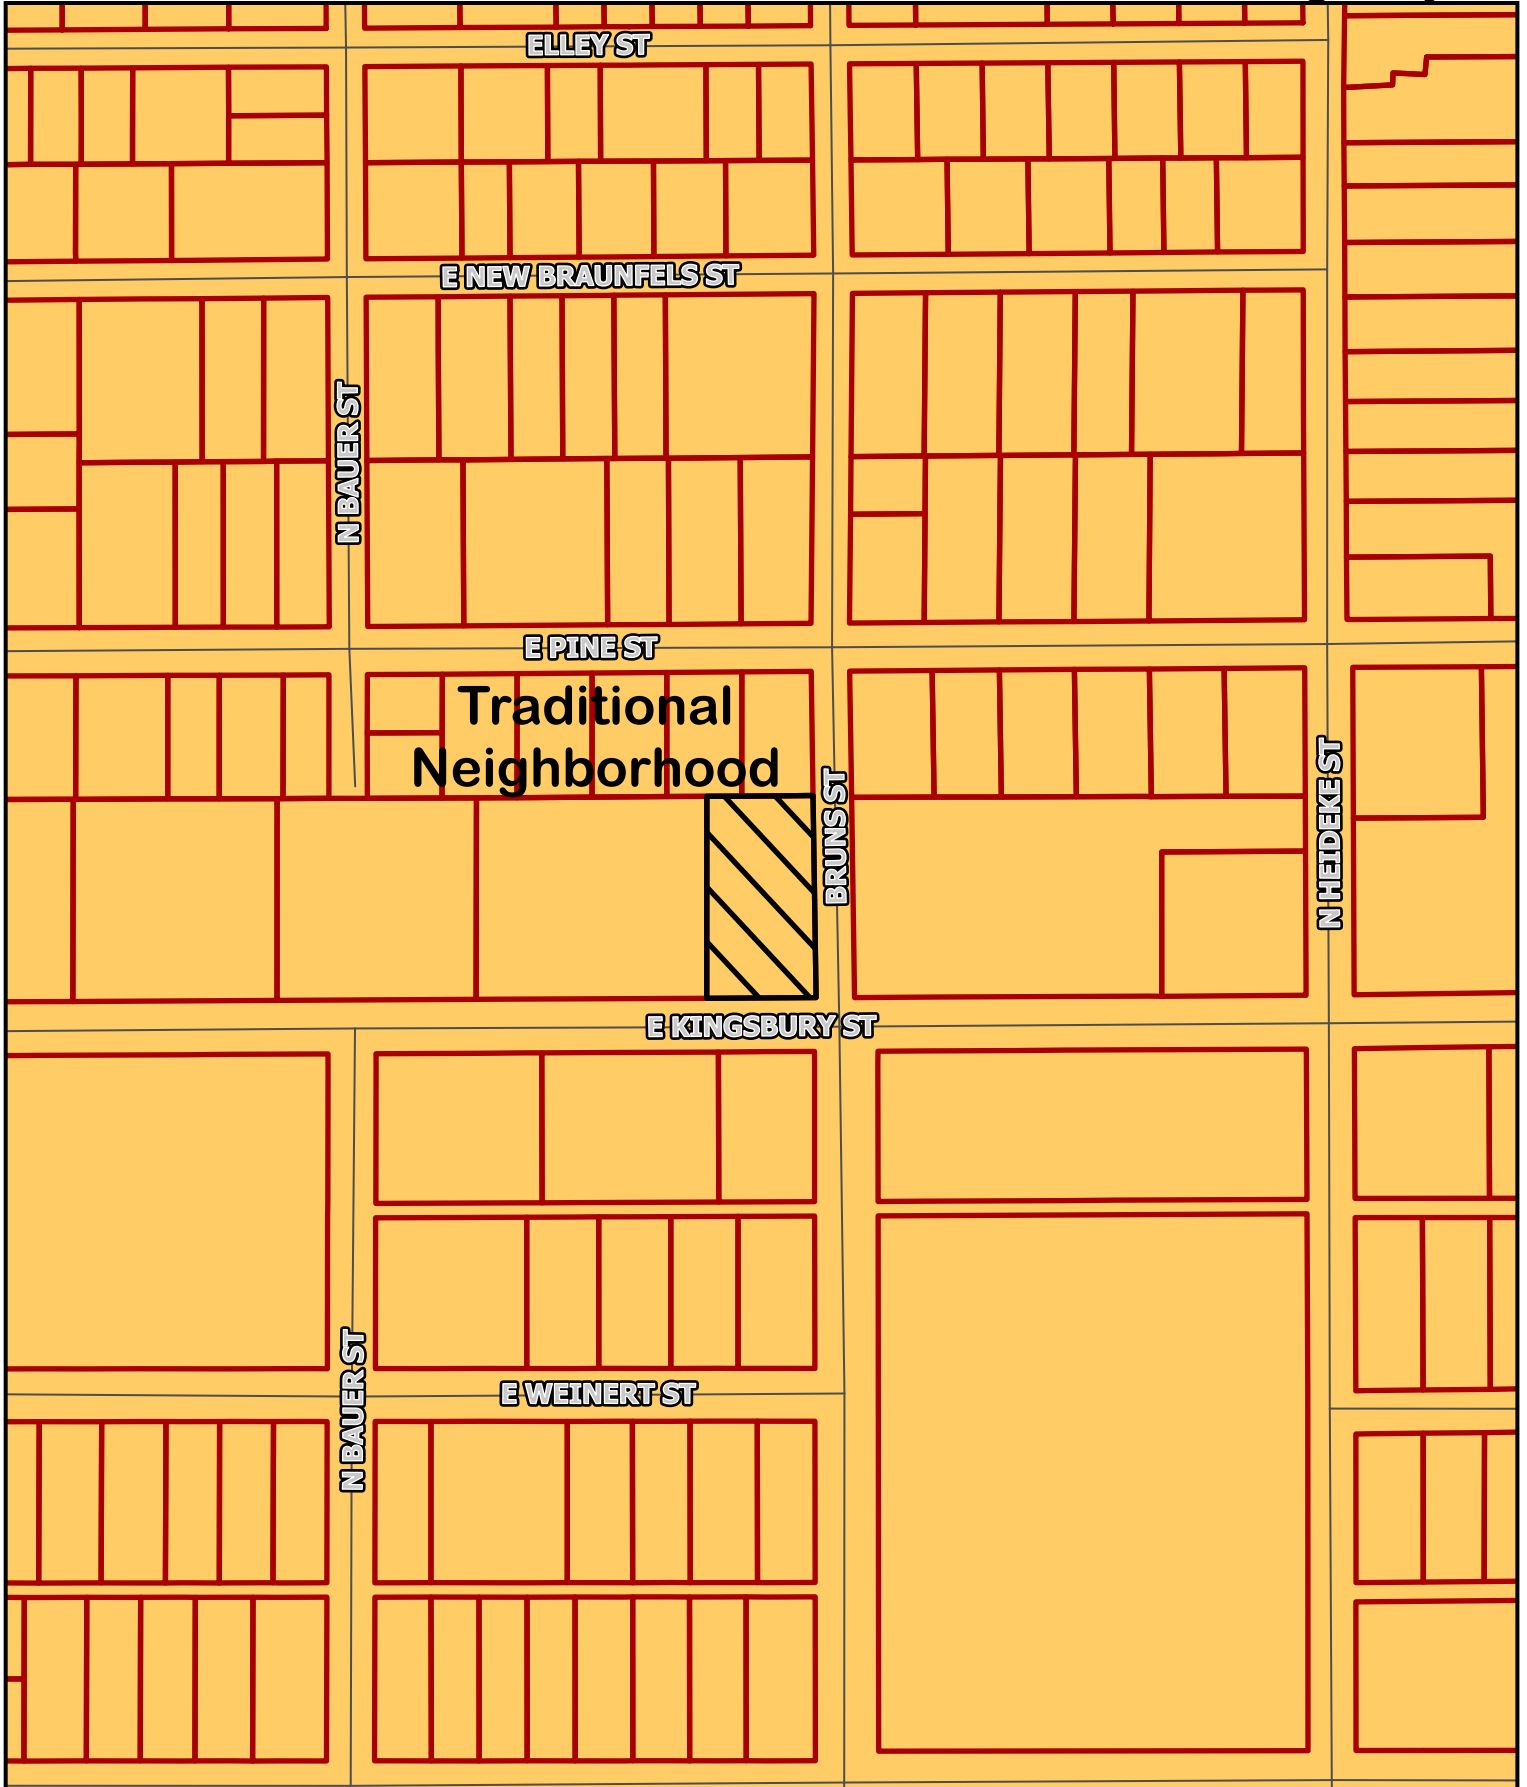 ELLEY ST
E NEW BRAUNFELS ST
N BAUER ST
E PINE ST
Traditional
Neighborhood
BRUNS ST
N HEIDEKE ST
E KINGSBURY ST
N BAUER ST
E WEINERT ST